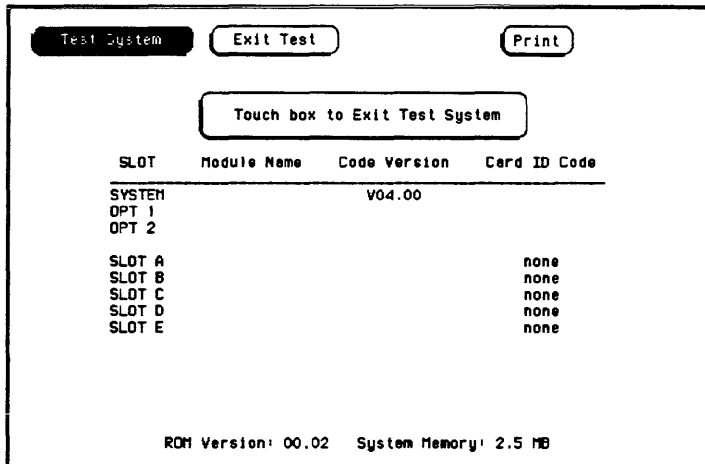 Test System Exit Test Print
Touch box to Exit Test System
SLOT Module Name Code Version Card ID Code
SYSTEM V04.00
OPT 1
OPT 2
SLOT A none
SLOT B none
SLOT C none
SLOT D none
SLOT E none
ROM Version: 00.02 System Memory: 2.5 MB